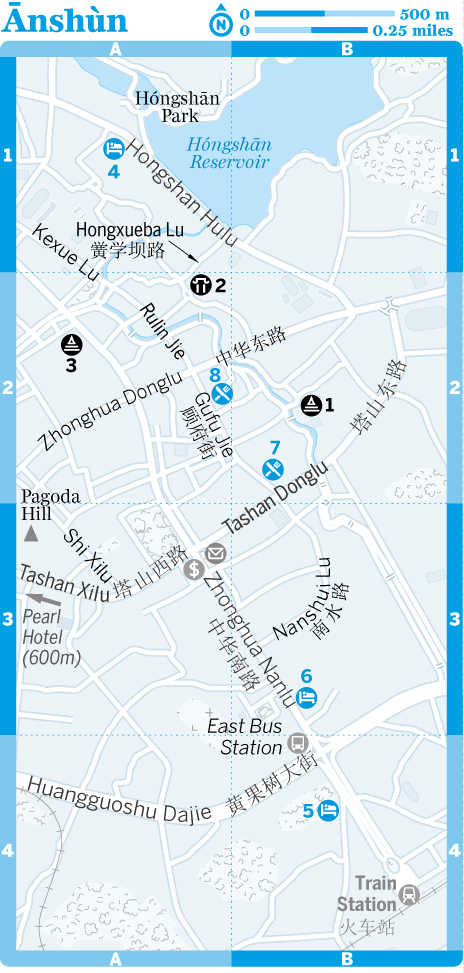 Ānshùn
N
0 500 m
0 0.25 miles
A B
1 1
Hóngshān
Park
Hóngshān
Reservoir
4
Hongshan Hulu
Hongxueba Lu
黉学坝路
Kexue Lu
2
Rulin Jie
中华东路
3
2 2
8
Zhonghua Donglu
Gufu Jie
顾府街
1
塔山东路
7
Tashan Donglu
Pagoda
Hill
Shi Xilu
塔山西路
$
Tashan Xilu
Pearl
Hotel
(600m)
3 3
Zhonghua Nanlu
中华南路
Nanshui Lu
南水路
6
East Bus
Station
Huangguoshu Dajie
黄果树大街
5
4 4
Train
Station
火车站
A B